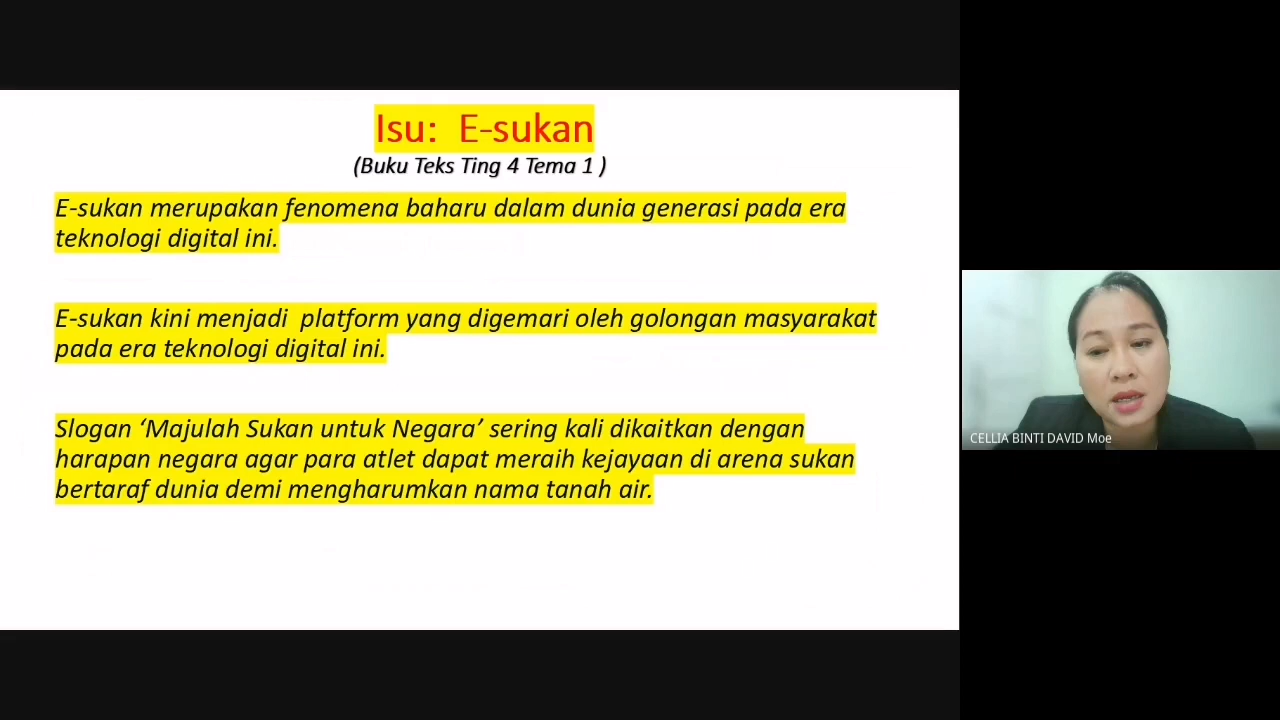 Isu: E-sukan
(Buku Teks Ting 4 Tema 1 )
E-sukan merupakan fenomena baharu dalam dunia generasi pada era
teknologi digital ini.
E-sukan kini menjadi platform yang digemari oleh golongan masyarakat
pada era teknologi digital ini.
Slogan ‘Majulah Sukan untuk Negara’ sering kali dikaitkan dengan
harapan negara agar para atlet dapat meraih kejayaan di arena sukan
bertaraf dunia demi mengharumkan nama tanah air.
CELLIA BINTI DAVID Moe